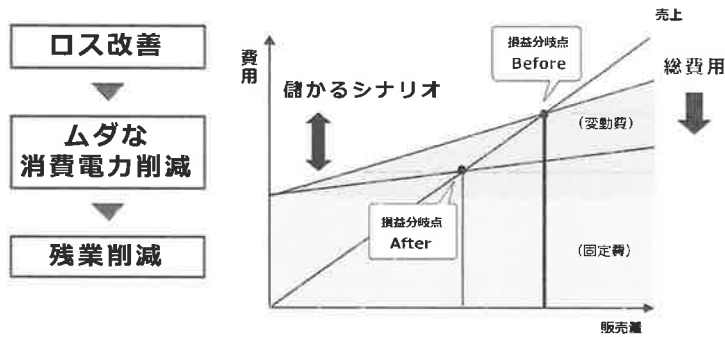 ロス改善
ムダな
消費電力削減
残業削減
費用
儲かるシナリオ
損益分岐点
Before
損益分岐点
After
売上
総費用
(変動費)
(固定費)
販売量